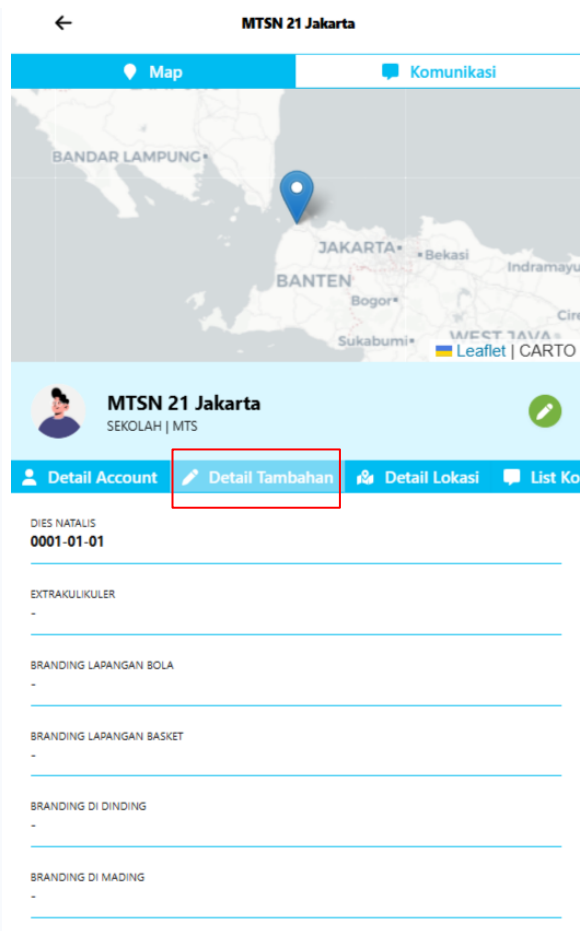 MTSN 21 Jakarta
Map
Komunikasi
BANDAR LAMPUNG
JAKARTA
Bekasi
BANTEN
Indramayu
Bogor
Sukabumi
WEST JAVA
Leaflet | CARTO
MTSN 21 Jakarta
SEKOLAH | MTS
Detail Account
Detail Tambahan
Detail Lokasi
List Ko
DIES NATALIS
0001-01-01
EXTRAKULIKULER
-
BRANDING LAPANGAN BOLA
-
BRANDING LAPANGAN BASKET
-
BRANDING DI DINDING
-
BRANDING DI MADING
-